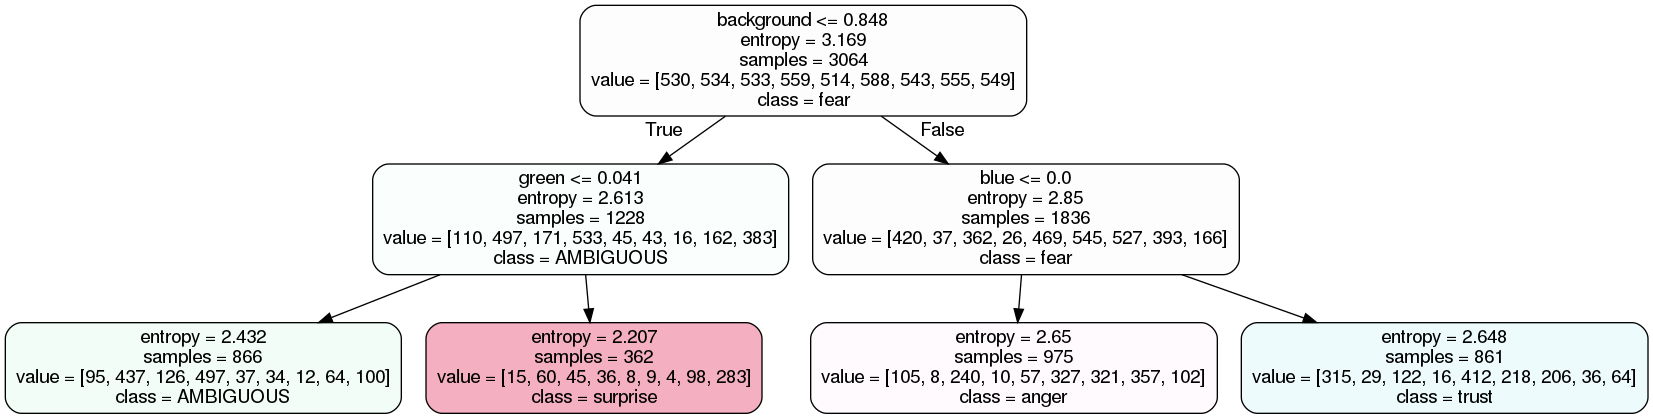 background <= 0.848
entropy = 3.169
samples = 3064
value = [530, 534, 533, 559, 514, 588, 543, 555, 549]
class = fear
True
False
green <= 0.041
entropy = 2.613
samples = 1228
value = [110, 497, 171, 533, 45, 43, 16, 162, 383]
class = AMBIGUOUS
blue <= 0.0
entropy = 2.85
samples = 1836
value = [420, 37, 362, 26, 469, 545, 527, 393, 166]
class = fear
entropy = 2.432
samples = 866
value = [95, 437, 126, 497, 37, 34, 12, 64, 100]
class = AMBIGUOUS
entropy = 2.207
samples = 362
value = [15, 60, 45, 36, 8, 9, 4, 98, 283]
class = surprise
entropy = 2.65
samples = 975
value = [105, 8, 240, 10, 57, 327, 321, 357, 102]
class = anger
entropy = 2.648
samples = 861
value = [315, 29, 122, 16, 412, 218, 206, 36, 64]
class = trust